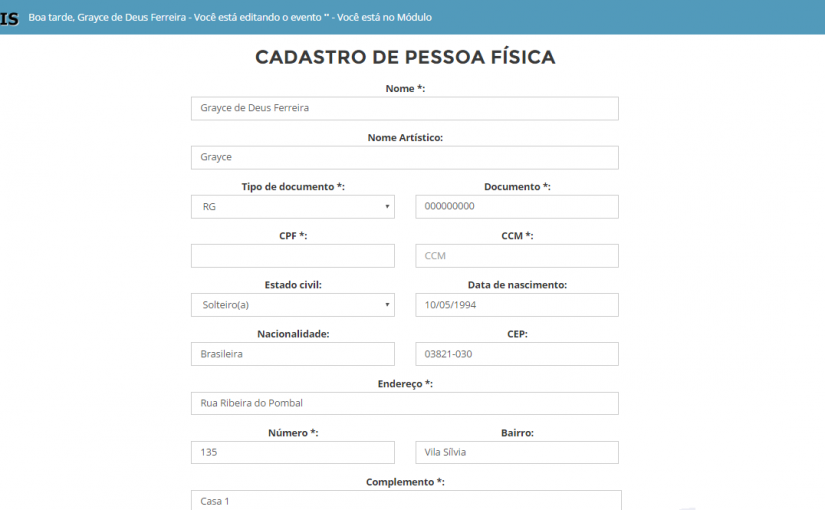 IS Boa tarde, Grayce de Deus Ferreira - Você está editando o evento "" - Você está no Módulo
CADASTRO DE PESSOA FÍSICA
Nome *:
Grayce de Deus Ferreira
Nome Artístico:
Grayce
Tipo de documento *: Documento *:
RG 000000000
CPF *: CCM *:
CCM
Estado civil: Data de nascimento:
Solteiro(a) 10/05/1994
Nacionalidade: CEP:
Brasileira 03821-030
Endereço *:
Rua Ribeira do Pombal
Número *: Bairro:
135 Vila Sílvia
Complemento *:
Casa 1